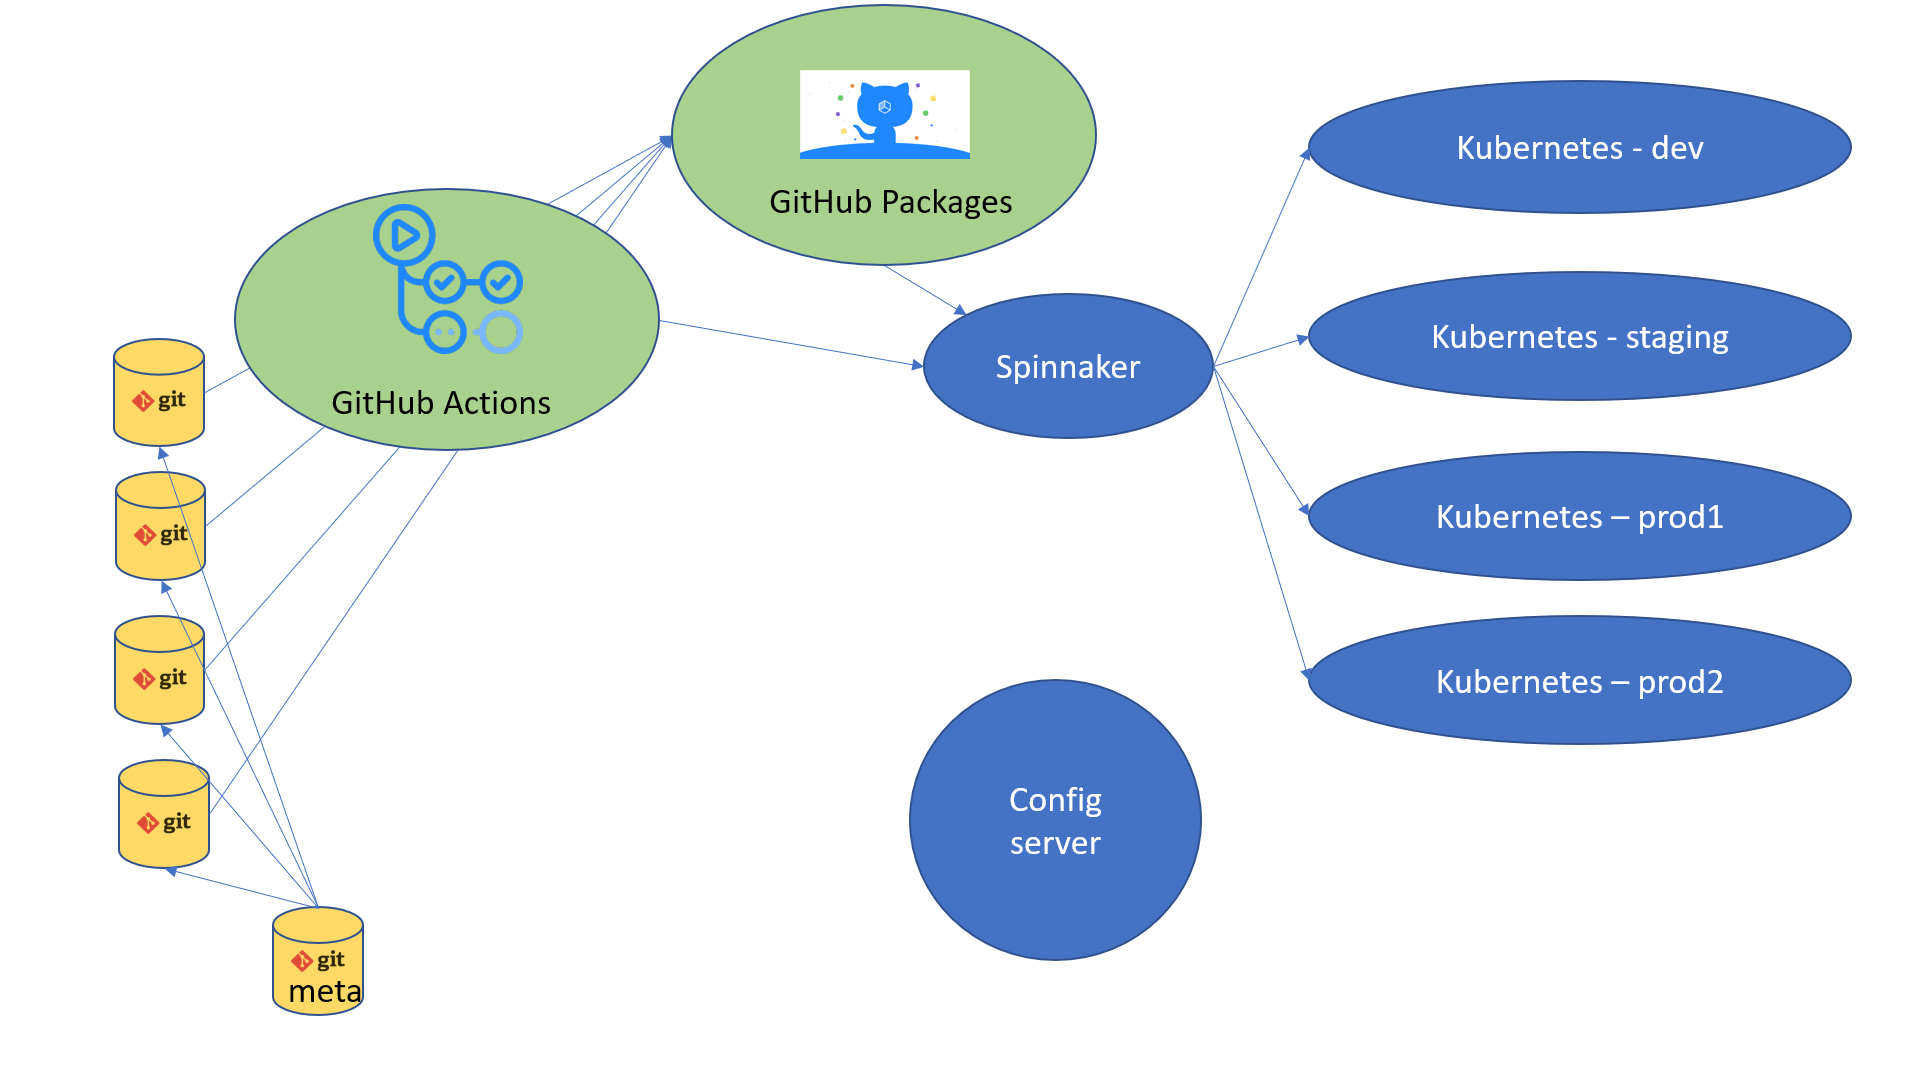 GitHub Packages
Kubernetes - dev
GitHub Actions
Spinnaker
Kubernetes - staging
git
git
Kubernetes – prod1
git
Kubernetes – prod2
git
Config
server
git
meta